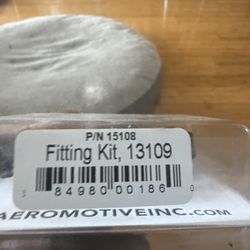 P/N 15108
Fitting Kit, 13109
84980 00186
AEROMOTIVEINC.COM